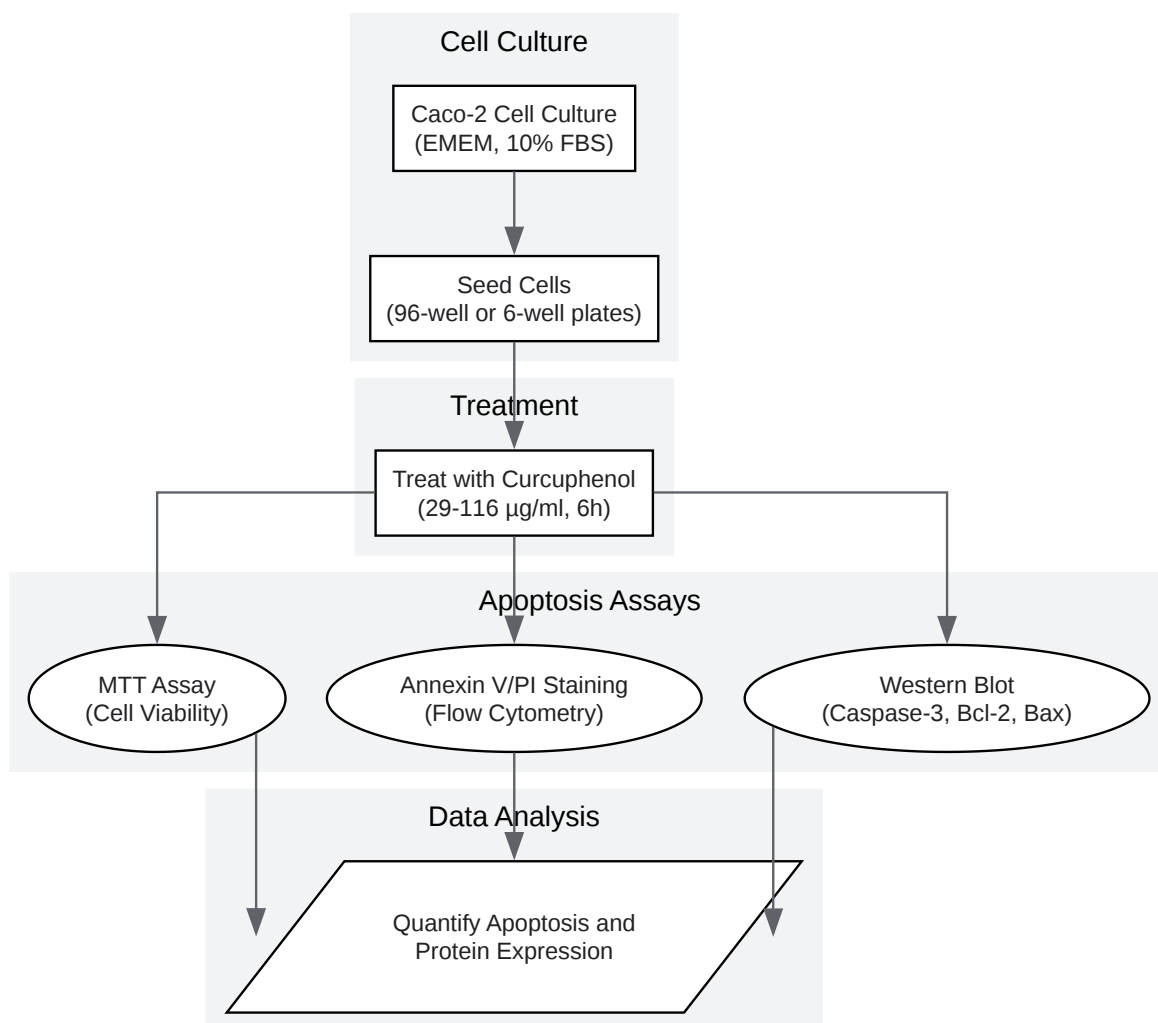 Cell Culture
Caco-2 Cell Culture
(EMEM, 10% FBS)
Seed Cells
(96-well or 6-well plates)
Treatment
Treat with Curcuphenol
(29-116 µg/ml, 6h)
Apoptosis Assays
MTT Assay
(Cell Viability)
Annexin V/PI Staining
(Flow Cytometry)
Western Blot
(Caspase-3, Bcl-2, Bax)
Data Analysis
Quantify Apoptosis and
Protein Expression